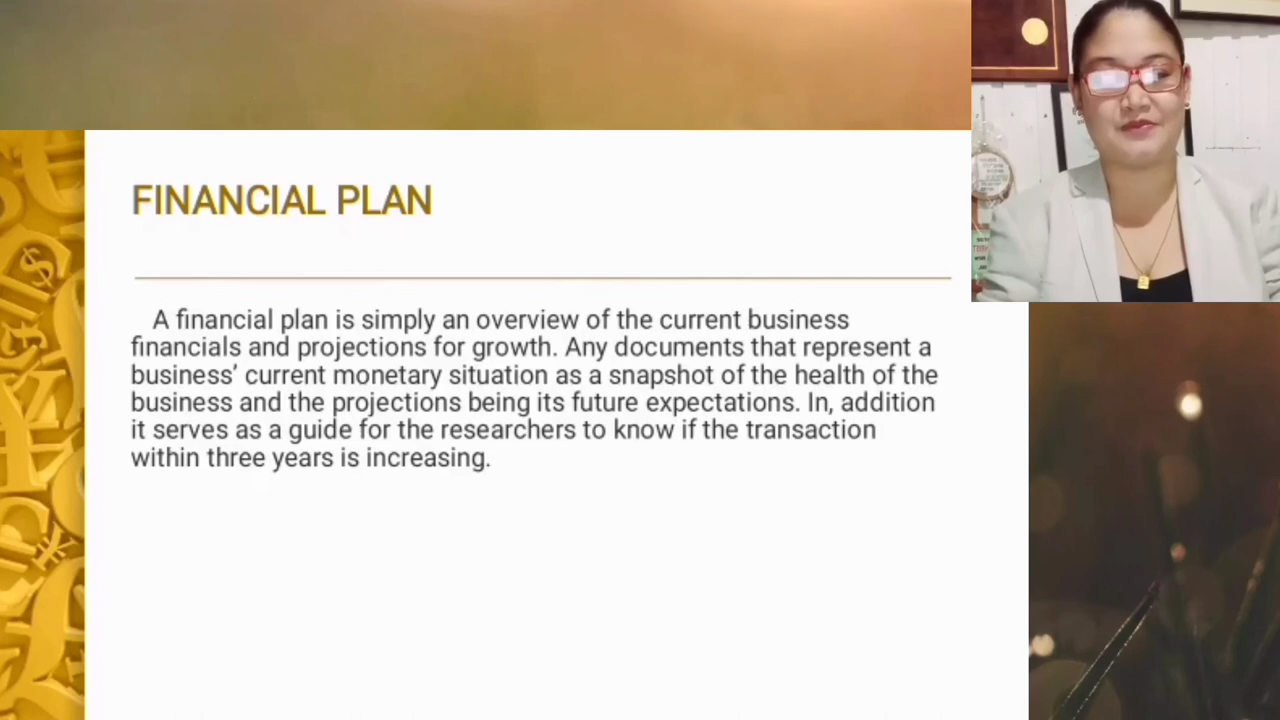 FINANCIAL PLAN
A financial plan is simply an overview of the current business
financials and projections for growth. Any documents that represent a
business’ current monetary situation as a snapshot of the health of the
business and the projections being its future expectations. In, addition
it serves as a guide for the researchers to know if the transaction
within three years is increasing.